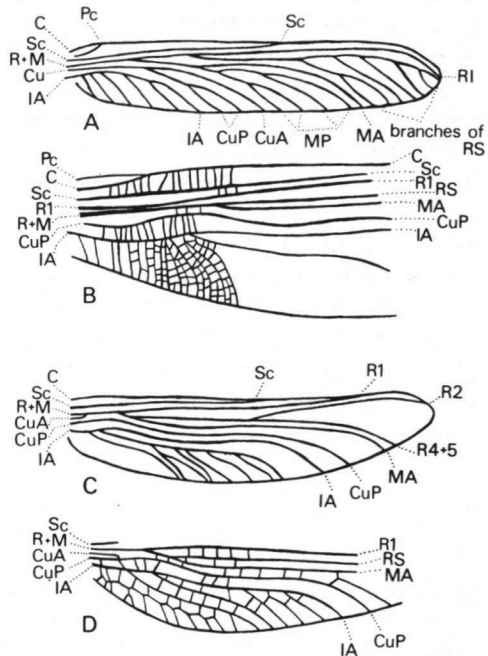 C Pc Sc
Sc
R+M
Cu
IA
RI
A
IA CuP CuA MP MA branches of RS
Pc
C
Sc
R1
R+M
CuP
IA
C
Sc
R1
RS
MA
CuP
IA
B
C
Sc
R+M
CuA
CuP
IA
Sc R1
R2
R4+5
MA
CuP
IA
C
Sc
R+M
CuA
CuP
IA
R1
RS
MA
CuP
IA
D